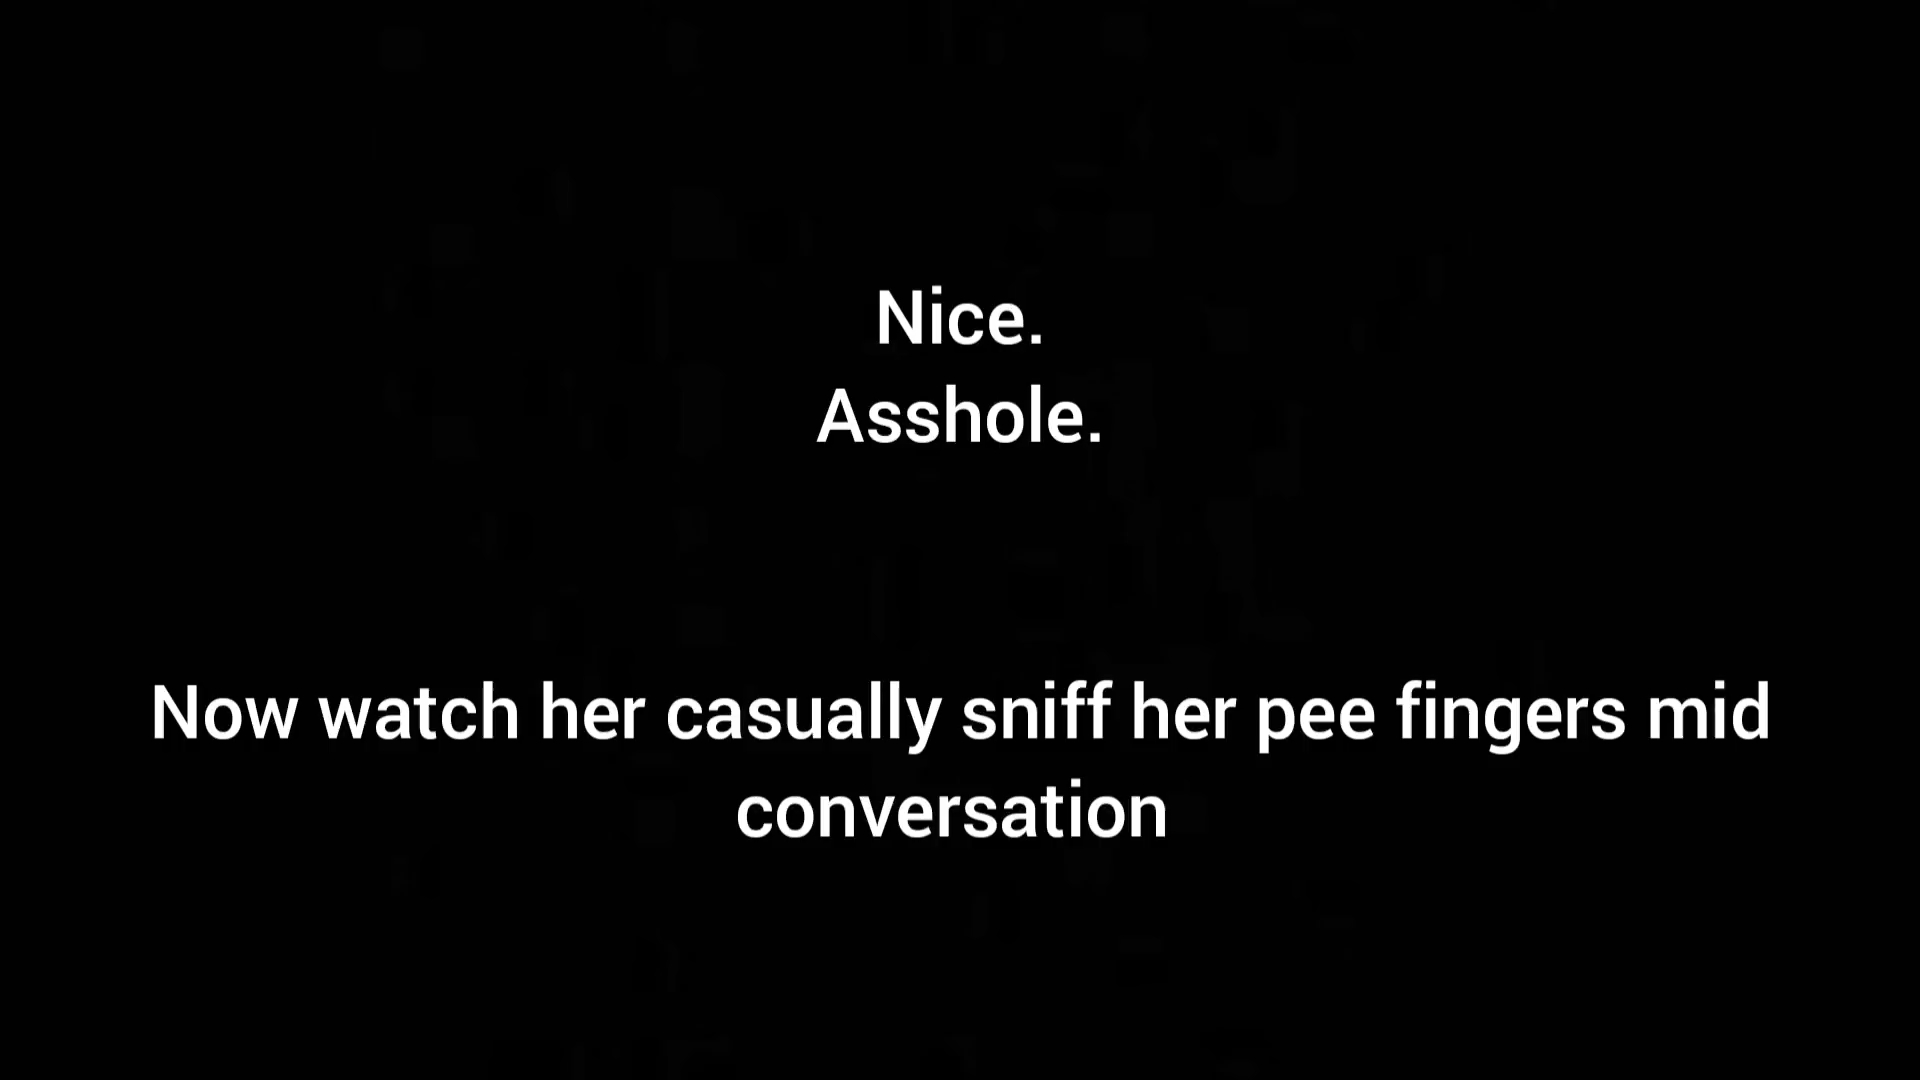 Nice.
Asshole.
Now watch her casually sniff her pee fingers mid
conversation